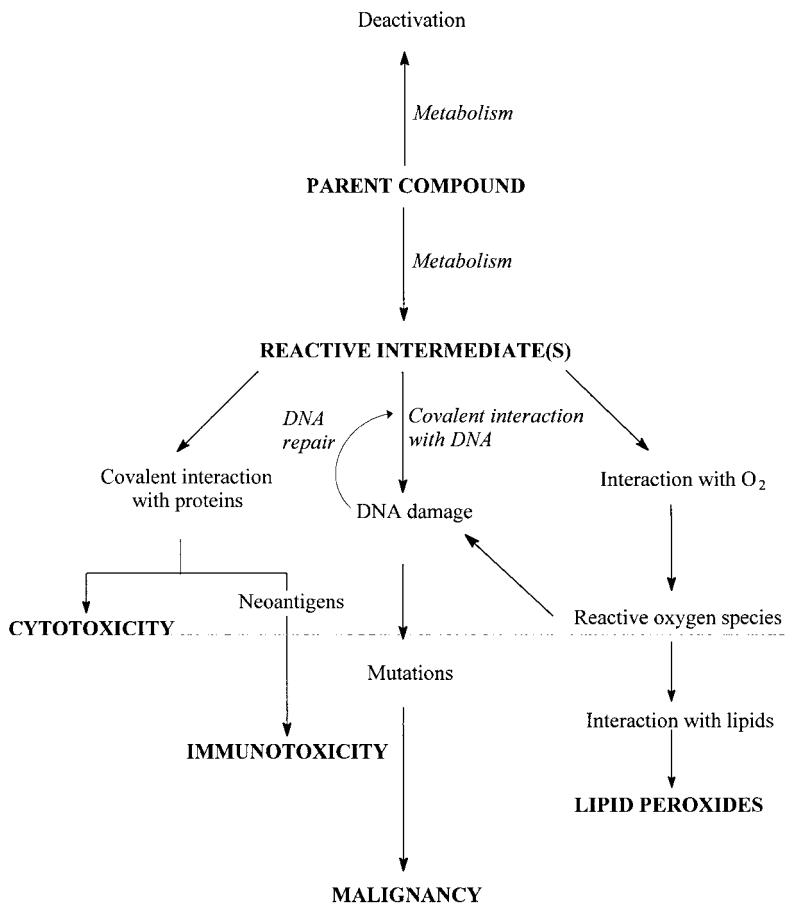 Deactivation
Metabolism
PARENT COMPOUND
Metabolism
REACTIVE INTERMEDIATE(S)
DNA
repair
Covalent interaction
with DNA
Covalent interaction
with proteins
Interaction with O₂
DNA damage
Neoantigens
CYTOTOXICITY
Reactive oxygen species
Mutations
Interaction with lipids
IMMUNOTOXICITY
LIPID PEROXIDES
MALIGNANCY